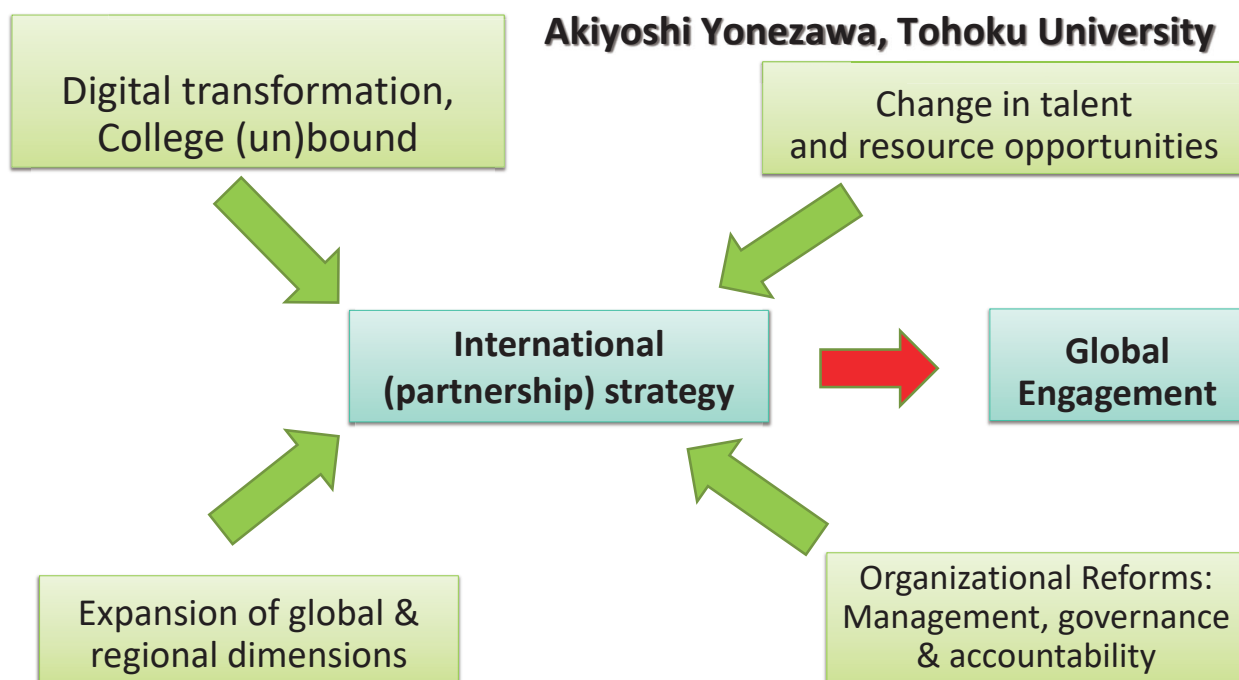 Akiyoshi Yonezawa, Tohoku University
Digital transformation,
College (un)bound
Change in talent
and resource opportunities
International
(partnership) strategy
Global
Engagement
Expansion of global &
regional dimensions
Organizational Reforms:
Management, governance
& accountability